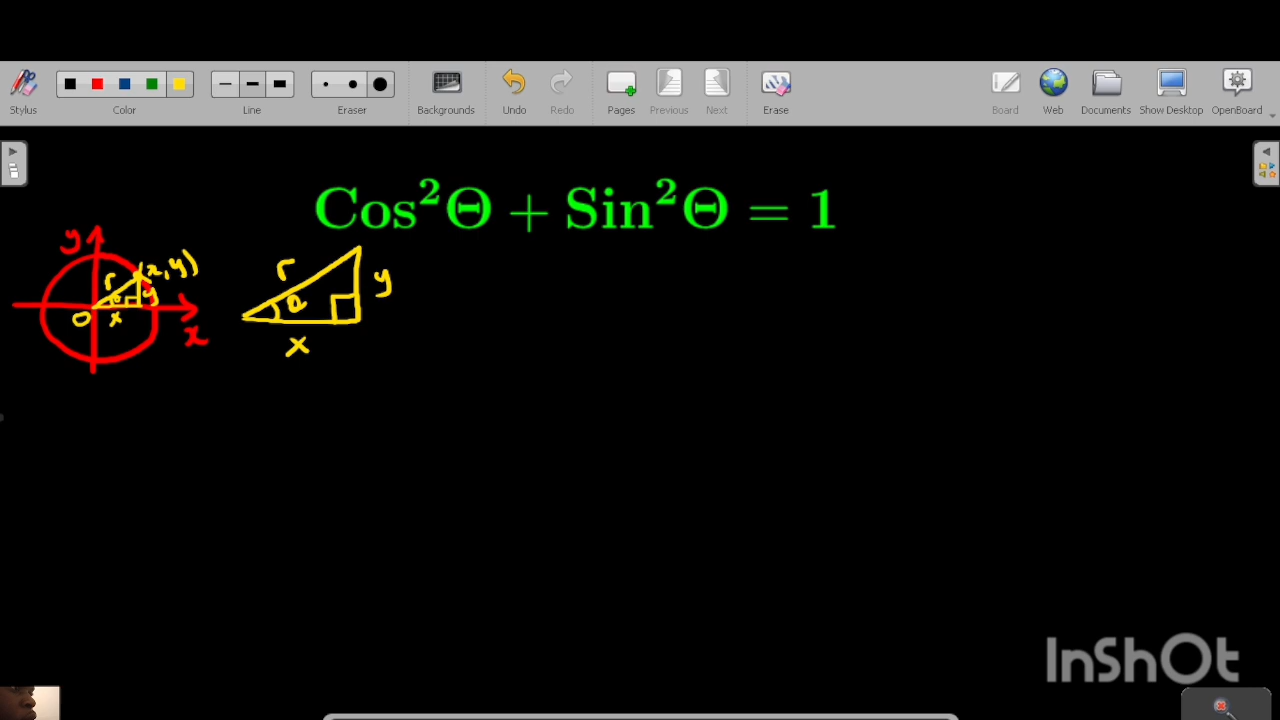 Stylus Color Line Eraser Backgrounds Undo Redo Pages Previous Next Erase Board Web Documents Show Desktop OpenBoard
Cos²Θ + Sin²Θ = 1
y
(x, y)
r
θ
y
O
x
x
r
θ
y
x
InShOt